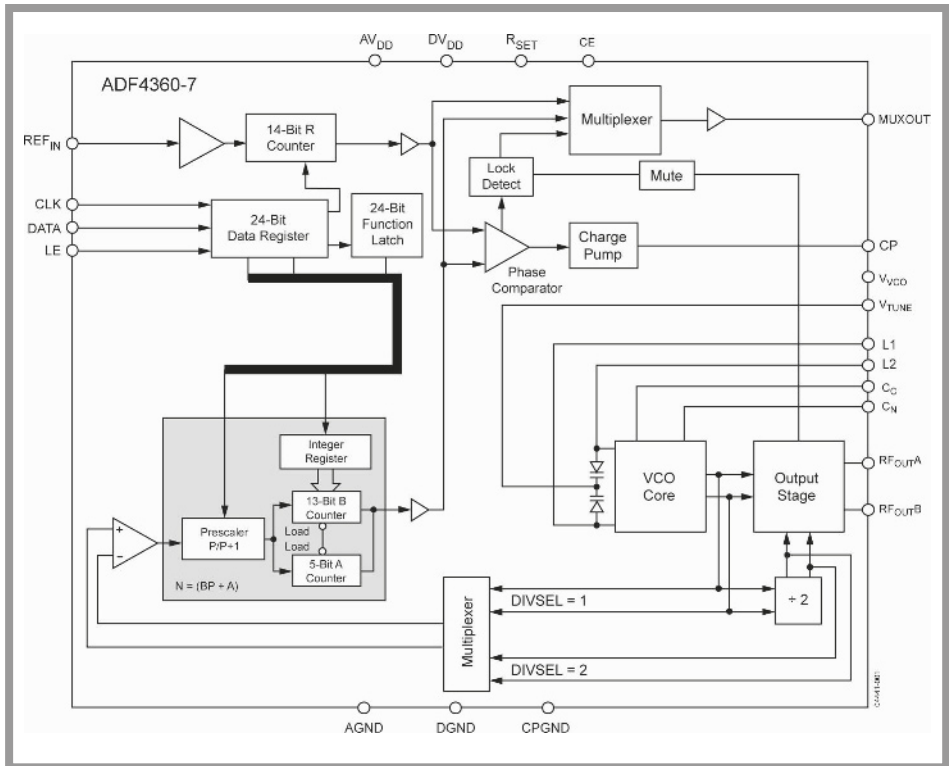 AVDD
DVDD
RSET
CE
ADF4360-7
REFIN
14-Bit R
Counter
Multiplexer
MUXOUT
Lock
Detect
Mute
CLK
DATA
LE
24-Bit
Data Register
24-Bit
Function
Latch
Phase
Comparator
Charge
Pump
CP
VVCO
VTUNE
L1
L2
CC
CN
Integer
Register
13-Bit B
Counter
Load
Load
Prescaler
P/P+1
5-Bit A
Counter
N = (BP + A)
+
−
VCO
Core
Output
Stage
RFOUTA
RFOUTB
Multiplexer
DIVSEL = 1
DIVSEL = 2
÷ 2
AGND
DGND
CPGND